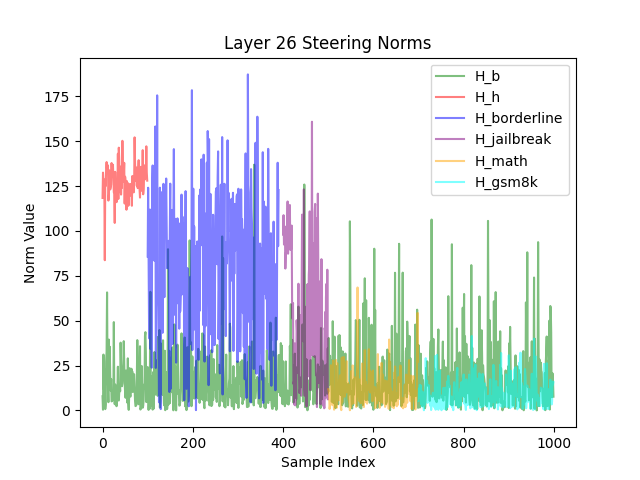 Layer 26 Steering Norms
H_b
H_h
H_borderline
H_jailbreak
H_math
H_gsm8k
175
150
125
100
75
50
25
0
Norm Value
0
200
400
600
800
1000
Sample Index